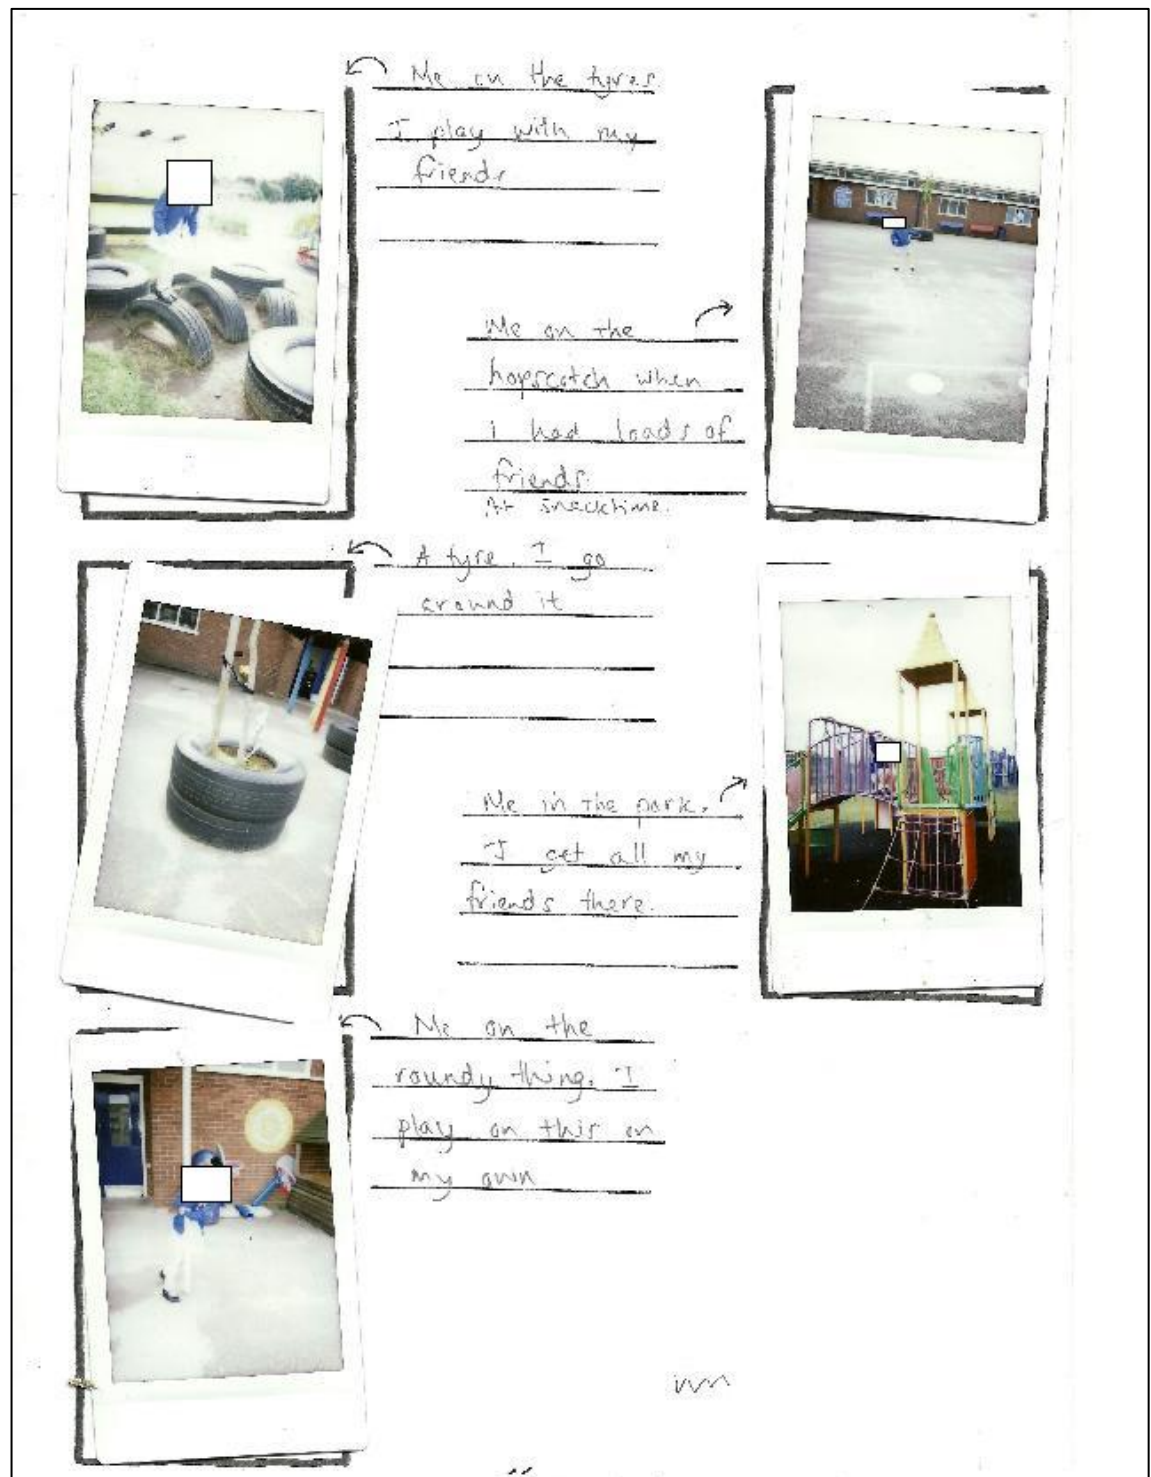 Me on the tyres
I play with my
friends
Me on the
hopscotch when
I had loads of
friends.
At snacktime.
A tyre. I go
around it
Me in the park.
I get all my
friends there.
Me on the
roundy thing. I
play on this on
my own